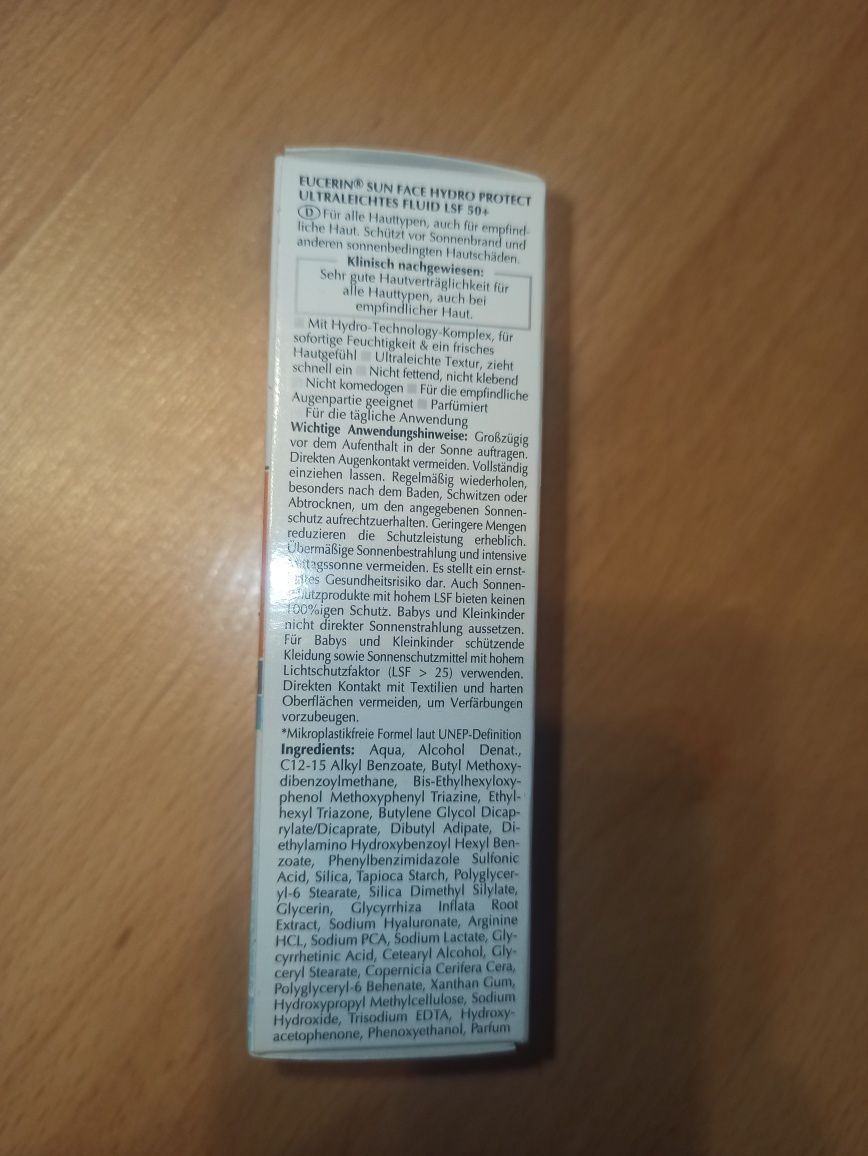 EUCERIN® SUN FACE HYDRO PROTECT
ULTRALEICHTES FLUID LSF 50+
D Für alle Hauttypen, auch für empfind-
liche Haut. Schützt vor Sonnenbrand und
anderen sonnenbedingten Hautschäden.
Klinisch nachgewiesen:
Sehr gute Hautverträglichkeit für
alle Hauttypen, auch bei
empfindlicher Haut.
Mit Hydro-Technology-Komplex, für
sofortige Feuchtigkeit & ein frisches
Hautgefühl Ultraleichte Textur, zieht
schnell ein Nicht fettend, nicht klebend
Nicht komedogen Für die empfindliche
Augenpartie geeignet Parfümiert
Für die tägliche Anwendung
Wichtige Anwendungshinweise: Großzügig
vor dem Aufenthalt in der Sonne auftragen.
Direkten Augenkontakt vermeiden. Vollständig
einziehen lassen. Regelmäßig wiederholen,
besonders nach dem Baden, Schwitzen oder
Abtrocknen, um den angegebenen Sonnen-
schutz aufrechtzuerhalten. Geringere Mengen
reduzieren die Schutzleistung erheblich.
Übermäßige Sonnenbestrahlung und intensive
vermeiden. Es stellt ein ernst-
Gesundheitsrisiko dar. Auch Sonnen-
schutzprodukte mit hohem LSF bieten keinen
100%igen Schutz. Babys und Kleinkinder
nicht direkter Sonnenstrahlung aussetzen.
Für Babys und Kleinkinder schützende
Kleidung sowie Sonnenschutzmittel mit hohem
Lichtschutzfaktor (LSF > 25) verwenden.
Direkten Kontakt mit Textilien und harten
Oberflächen vermeiden, um Verfärbungen
vorzubeugen.
*Mikroplastikfreie Formel laut UNEP-Definition
Ingredients: Aqua, Alcohol Denat.,
C12-15 Alkyl Benzoate, Butyl Methoxy-
dibenzoylmethane, Bis-Ethylhexyloxy-
phenol Methoxyphenyl Triazine, Ethyl-
hexyl Triazone, Butylene Glycol Dicap-
rylate/Dicaprate, Dibutyl Adipate, Di-
ethylamino Hydroxybenzoyl Hexyl Ben-
zoate, Phenylbenzimidazole Sulfonic
Acid, Silica, Tapioca Starch, Polyglycer-
yl-6 Stearate, Silica Dimethyl Silylate,
Glycerin, Glycyrrhiza Inflata Root
Extract, Sodium Hyaluronate, Arginine
HCL, Sodium PCA, Sodium Lactate, Gly-
cyrrhetinic Acid, Cetearyl Alcohol, Gly-
ceryl Stearate, Copernicia Cerifera Cera,
Polyglyceryl-6 Behenate, Xanthan Gum,
Hydroxypropyl Methylcellulose, Sodium
Hydroxide, Trisodium EDTA, Hydroxy-
acetophenone, Phenoxyethanol, Parfum